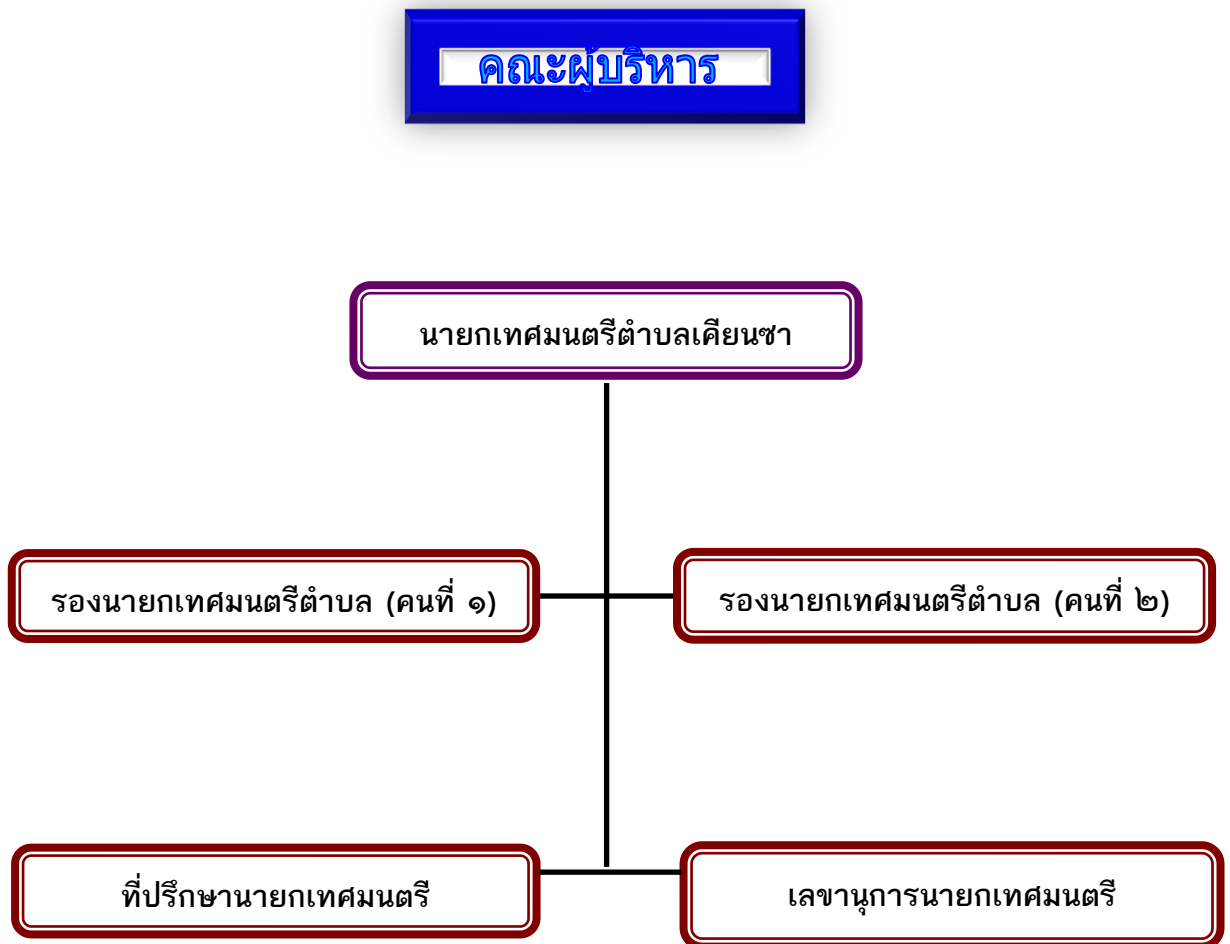 คณะผู้บริหาร
นายกเทศมนตรีตำบลเคียนซา
รองนายกเทศมนตรีตำบล (คนที่ ๑)
รองนายกเทศมนตรีตำบล (คนที่ ๒)
ที่ปรึกษานายกเทศมนตรี
เลขานุการนายกเทศมนตรี